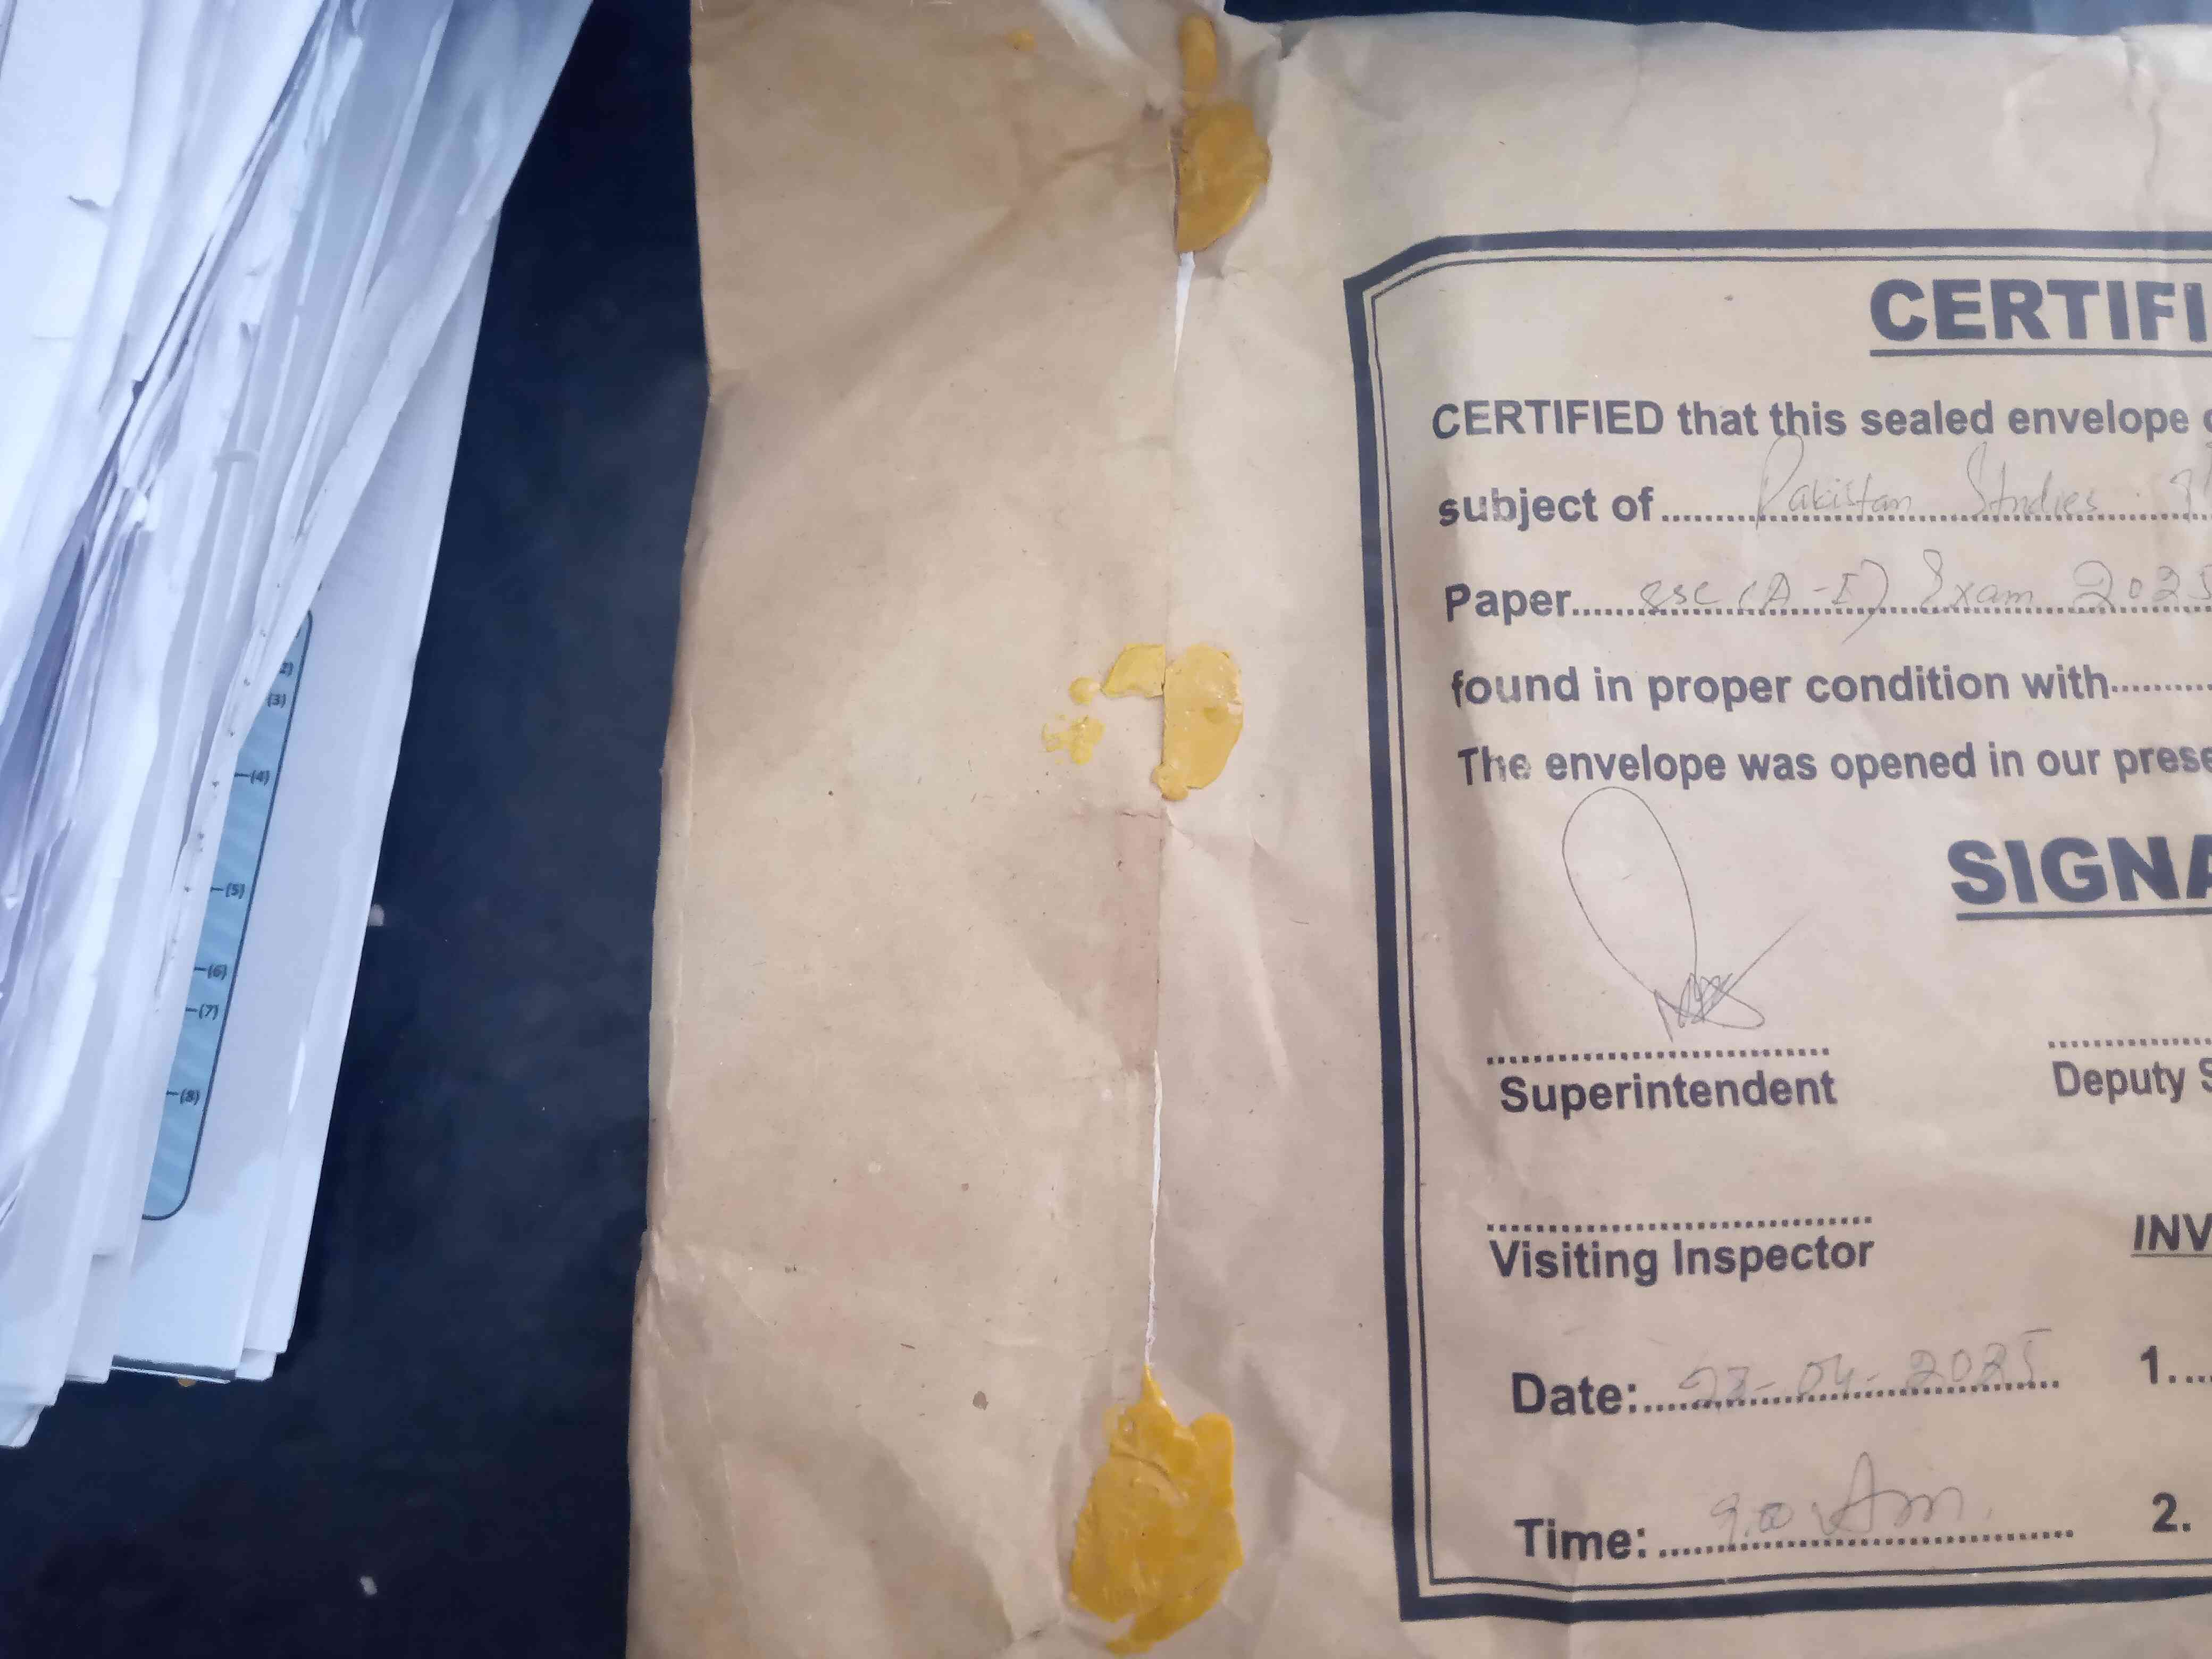 CERTIFI
CERTIFIED that this sealed envelope
subject of Pakistan Studies
Paper SSC (A-I) Exam 2025
found in proper condition with
The envelope was opened in our prese
SIGNA
Superintendent
Deputy S
Visiting Inspector
INV
Date: 28-04-2025
1.
Time: 9.00 Am.
2.
(2)
(3)
(4)
(5)
(6)
(7)
(8)